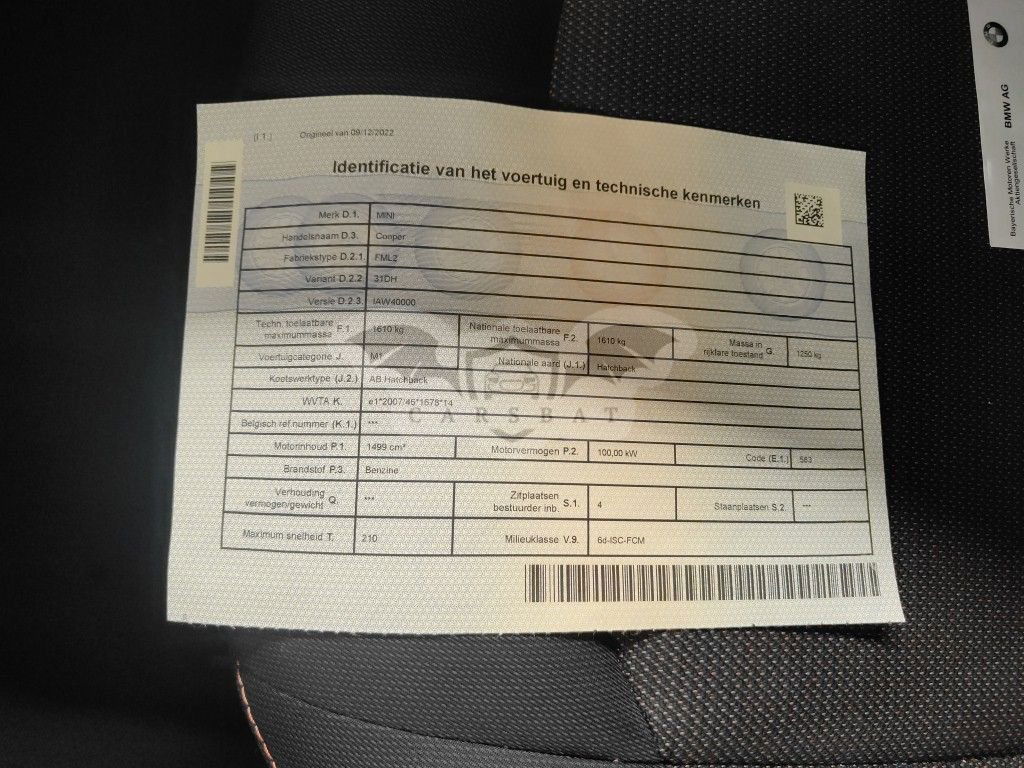 (I.1.) Origineel van 09/12/2022
Identificatie van het voertuig en technische kenmerken
Merk D.1. MINI
Handelsnaam D.3. Cooper
Fabriekstype D.2.1. FML2
Variant D.2.2. 31DH
Versie D.2.3. IAW40000
Techn. toelaatbare maximummassa F.1. 1610 kg Nationale toelaatbare maximummassa F.2. 1610 kg Massa in rijklare toestand G. 1250 kg
Voertuigcategorie J. M1 Nationale aard (J.1.) Hatchback
Koetswerktype (J.2.) AB Hatchback
WVTA K. e1*2007/46*1678*14
Belgisch ref.nummer (K.1.) ***
Motorinhoud P.1. 1499 cm³ Motorvermogen P.2. 100,00 kW Code (E.1.) 563
Brandstof P.3. Benzine
Verhouding vermogen/gewicht Q. *** Zitplaatsen bestuurder inb. S.1. 4 Staanplaatsen S.2. ***
Maximum snelheid T. 210 Milieuklasse V.9. 6d-ISC-FCM
CARSBAT
BMW AG
Bayerische Motoren Werke
Aktiengesellschaft